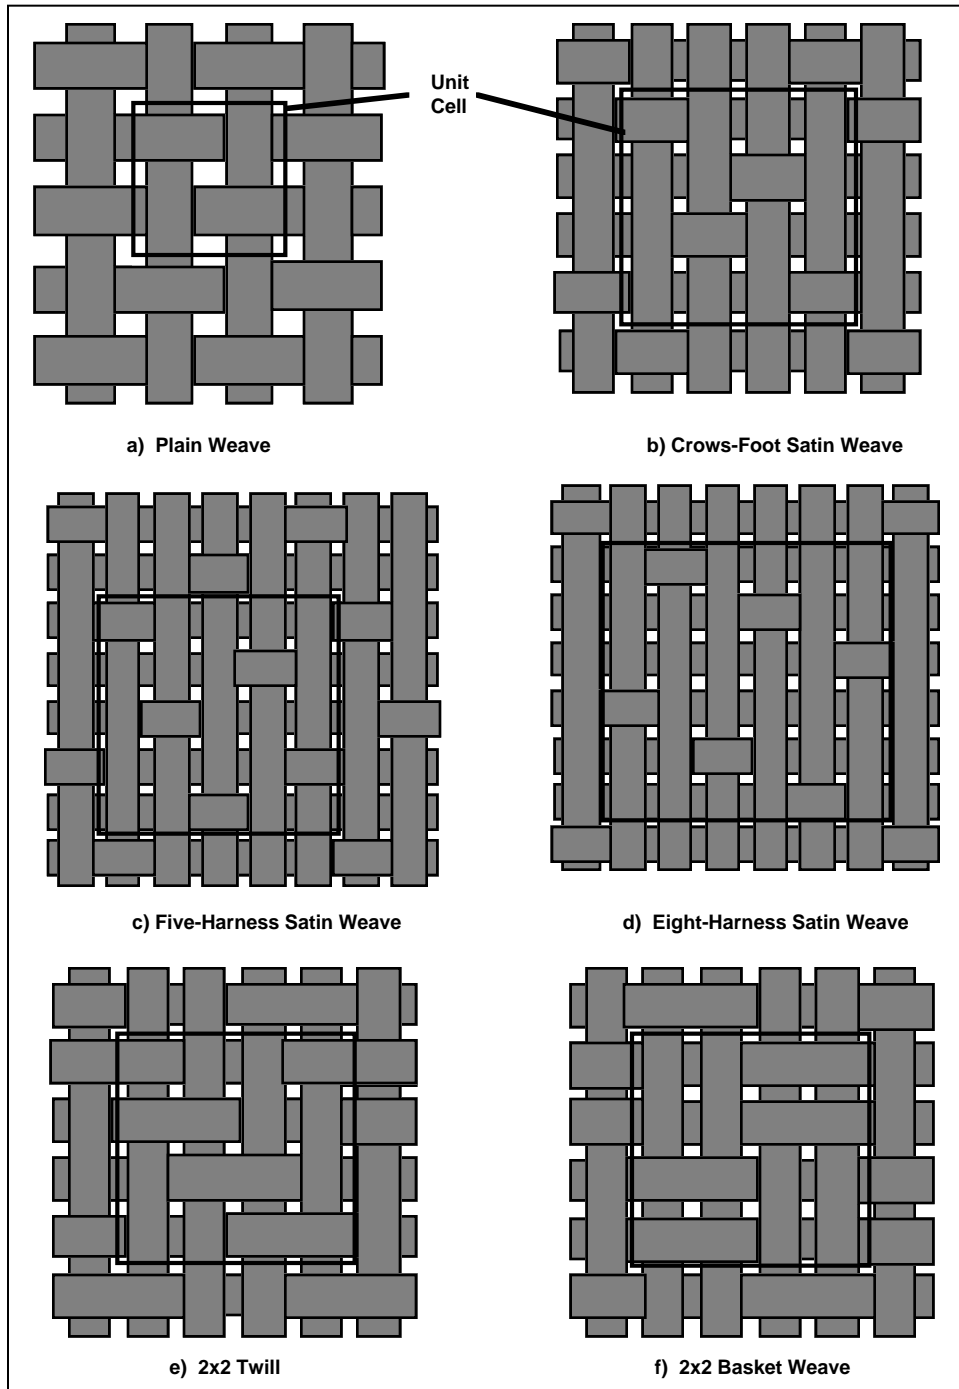 Unit
Cell
a) Plain Weave
b) Crows-Foot Satin Weave
c) Five-Harness Satin Weave
d) Eight-Harness Satin Weave
e) 2x2 Twill
f) 2x2 Basket Weave